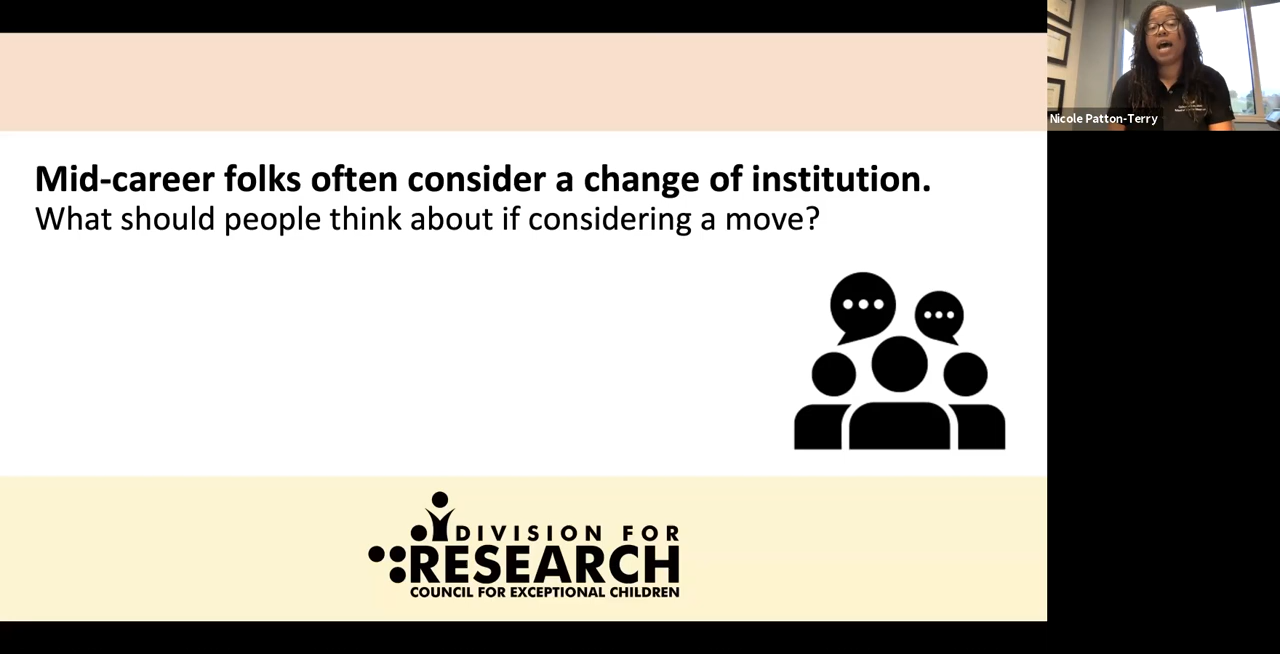 Mid-career folks often consider a change of institution.
What should people think about if considering a move?
DIVISION FOR
RESEARCH
COUNCIL FOR EXCEPTIONAL CHILDREN
Nicole Patton-Terry